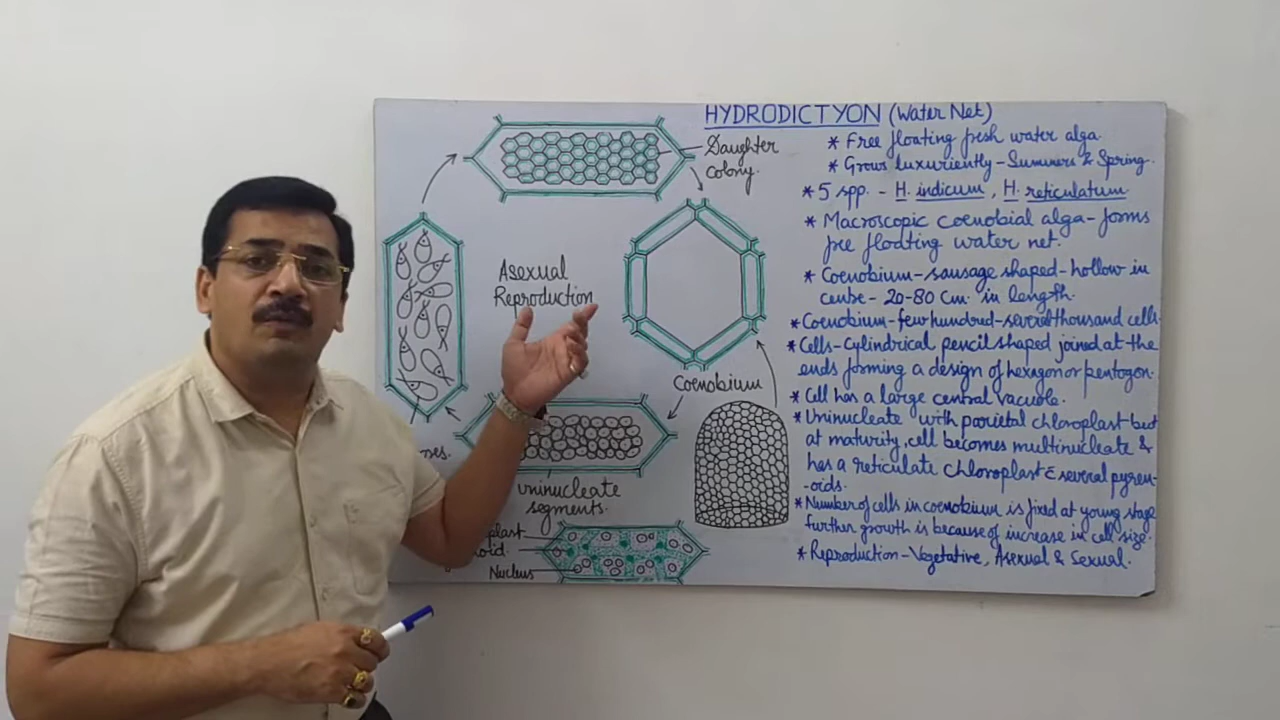 HYDRODICTYON (Water Net)
* Free floating fresh water alga.
* Grows luxuriently - Summers & Spring.
* 5 spp. - H. indicum, H. reticulatum
* Macroscopic coenobial alga - forms
free floating water net.
* Coenobium - sausage shaped - hollow in
centre - 20-80 Cm. in length.
* Coenobium - few hundred - several thousand cells.
* Cells - Cylindrical pencil shaped joined at the
ends forming a design of hexagon or pentogon.
* Cell has a large central vacuole.
* Uninucleate with parietal chloroplast but
at maturity, cell becomes multinucleate &
has a reticulate chloroplast c̄ several pyren-
-oids.
* Number of cells in coenobium is fixed at young stage
further growth is because of increase in cell size.
* Reproduction - Vegetative, Asexual & Sexual.
Daughter
colony.
Asexual
Reproduction
Coenobium
uninucleate
segments.
Nucleus